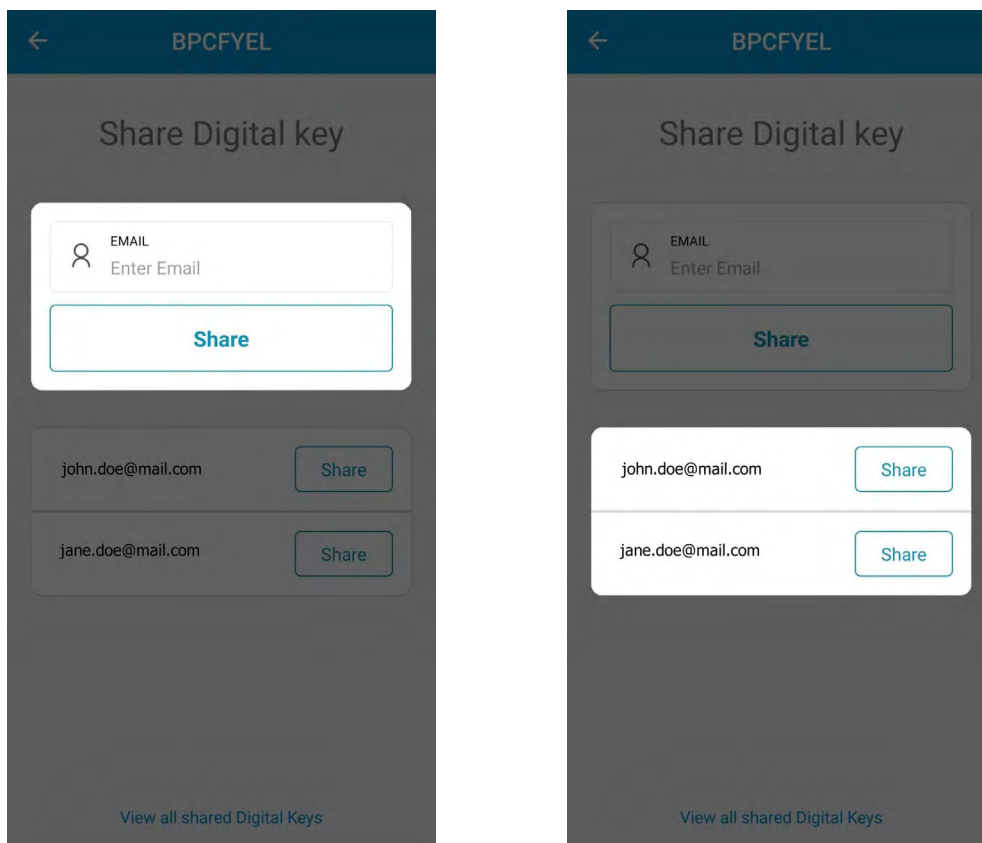 BPCFYEL
Share Digital key
EMAIL
Enter Email
Share
john.doe@mail.com
Share
jane.doe@mail.com
Share
View all shared Digital Keys
BPCFYEL
Share Digital key
EMAIL
Enter Email
Share
john.doe@mail.com
Share
jane.doe@mail.com
Share
View all shared Digital Keys